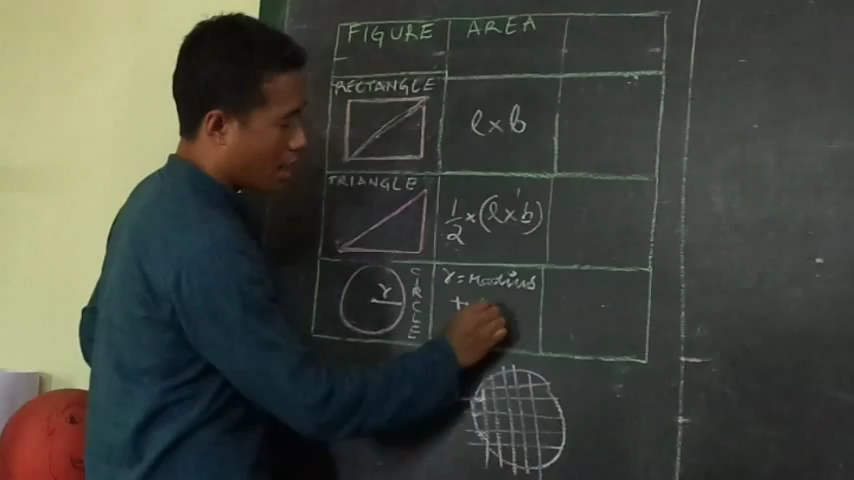 FIGURE AREA
RECTANGLE
l x b
TRIANGLE
1/2 x (l x b)
CIRCLE
r
r = radius